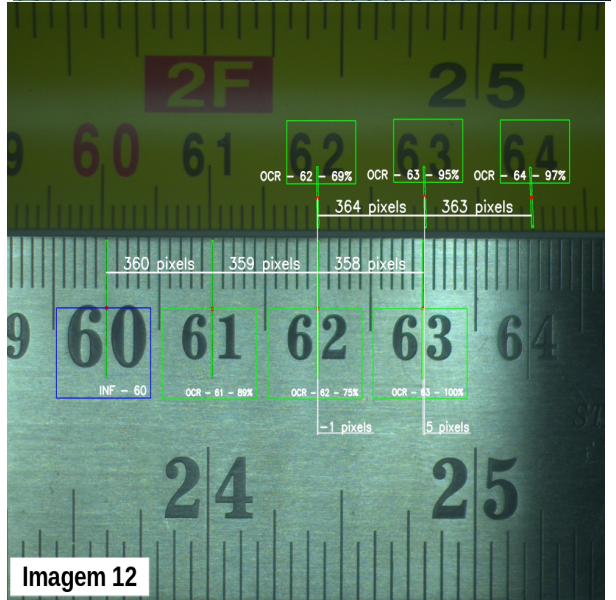 2F 25
9 60 61 62 63 64
OCR - 62 - 69% OCR - 63 - 95% OCR - 64 - 97%
364 pixels 363 pixels
360 pixels 359 pixels 358 pixels
9 60 61 62 63 64
INF - 60 OCR - 61 - 89% OCR - 62 - 75% OCR - 63 - 100%
-1 pixels 5 pixels
24 25
Imagem 12